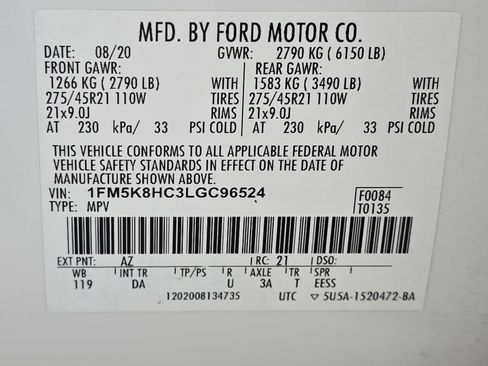 MFD. BY FORD MOTOR CO.
DATE: 08/20 GVWR: 2790 KG ( 6150 LB)
FRONT GAWR: REAR GAWR:
1266 KG ( 2790 LB) WITH 1583 KG ( 3490 LB) WITH
275/45R21 110W TIRES 275/45R21 110W TIRES
21x9.0J RIMS 21x9.0J RIMS
AT 230 kPa/ 33 PSI COLD AT 230 kPa/ 33 PSI COLD
THIS VEHICLE CONFORMS TO ALL APPLICABLE FEDERAL MOTOR
VEHICLE SAFETY STANDARDS IN EFFECT ON THE DATE OF
MANUFACTURE SHOWN ABOVE.
VIN: 1FM5K8HC3LGC96524 F0084
TYPE: MPV T0135
EXT PNT: AZ RC: 21 DSO:
WB INT TR TP/PS R AXLE TR SPR
119 DA U 3A T EESS
1202008134735 UTC ▽ 5U5A-1520472-BA